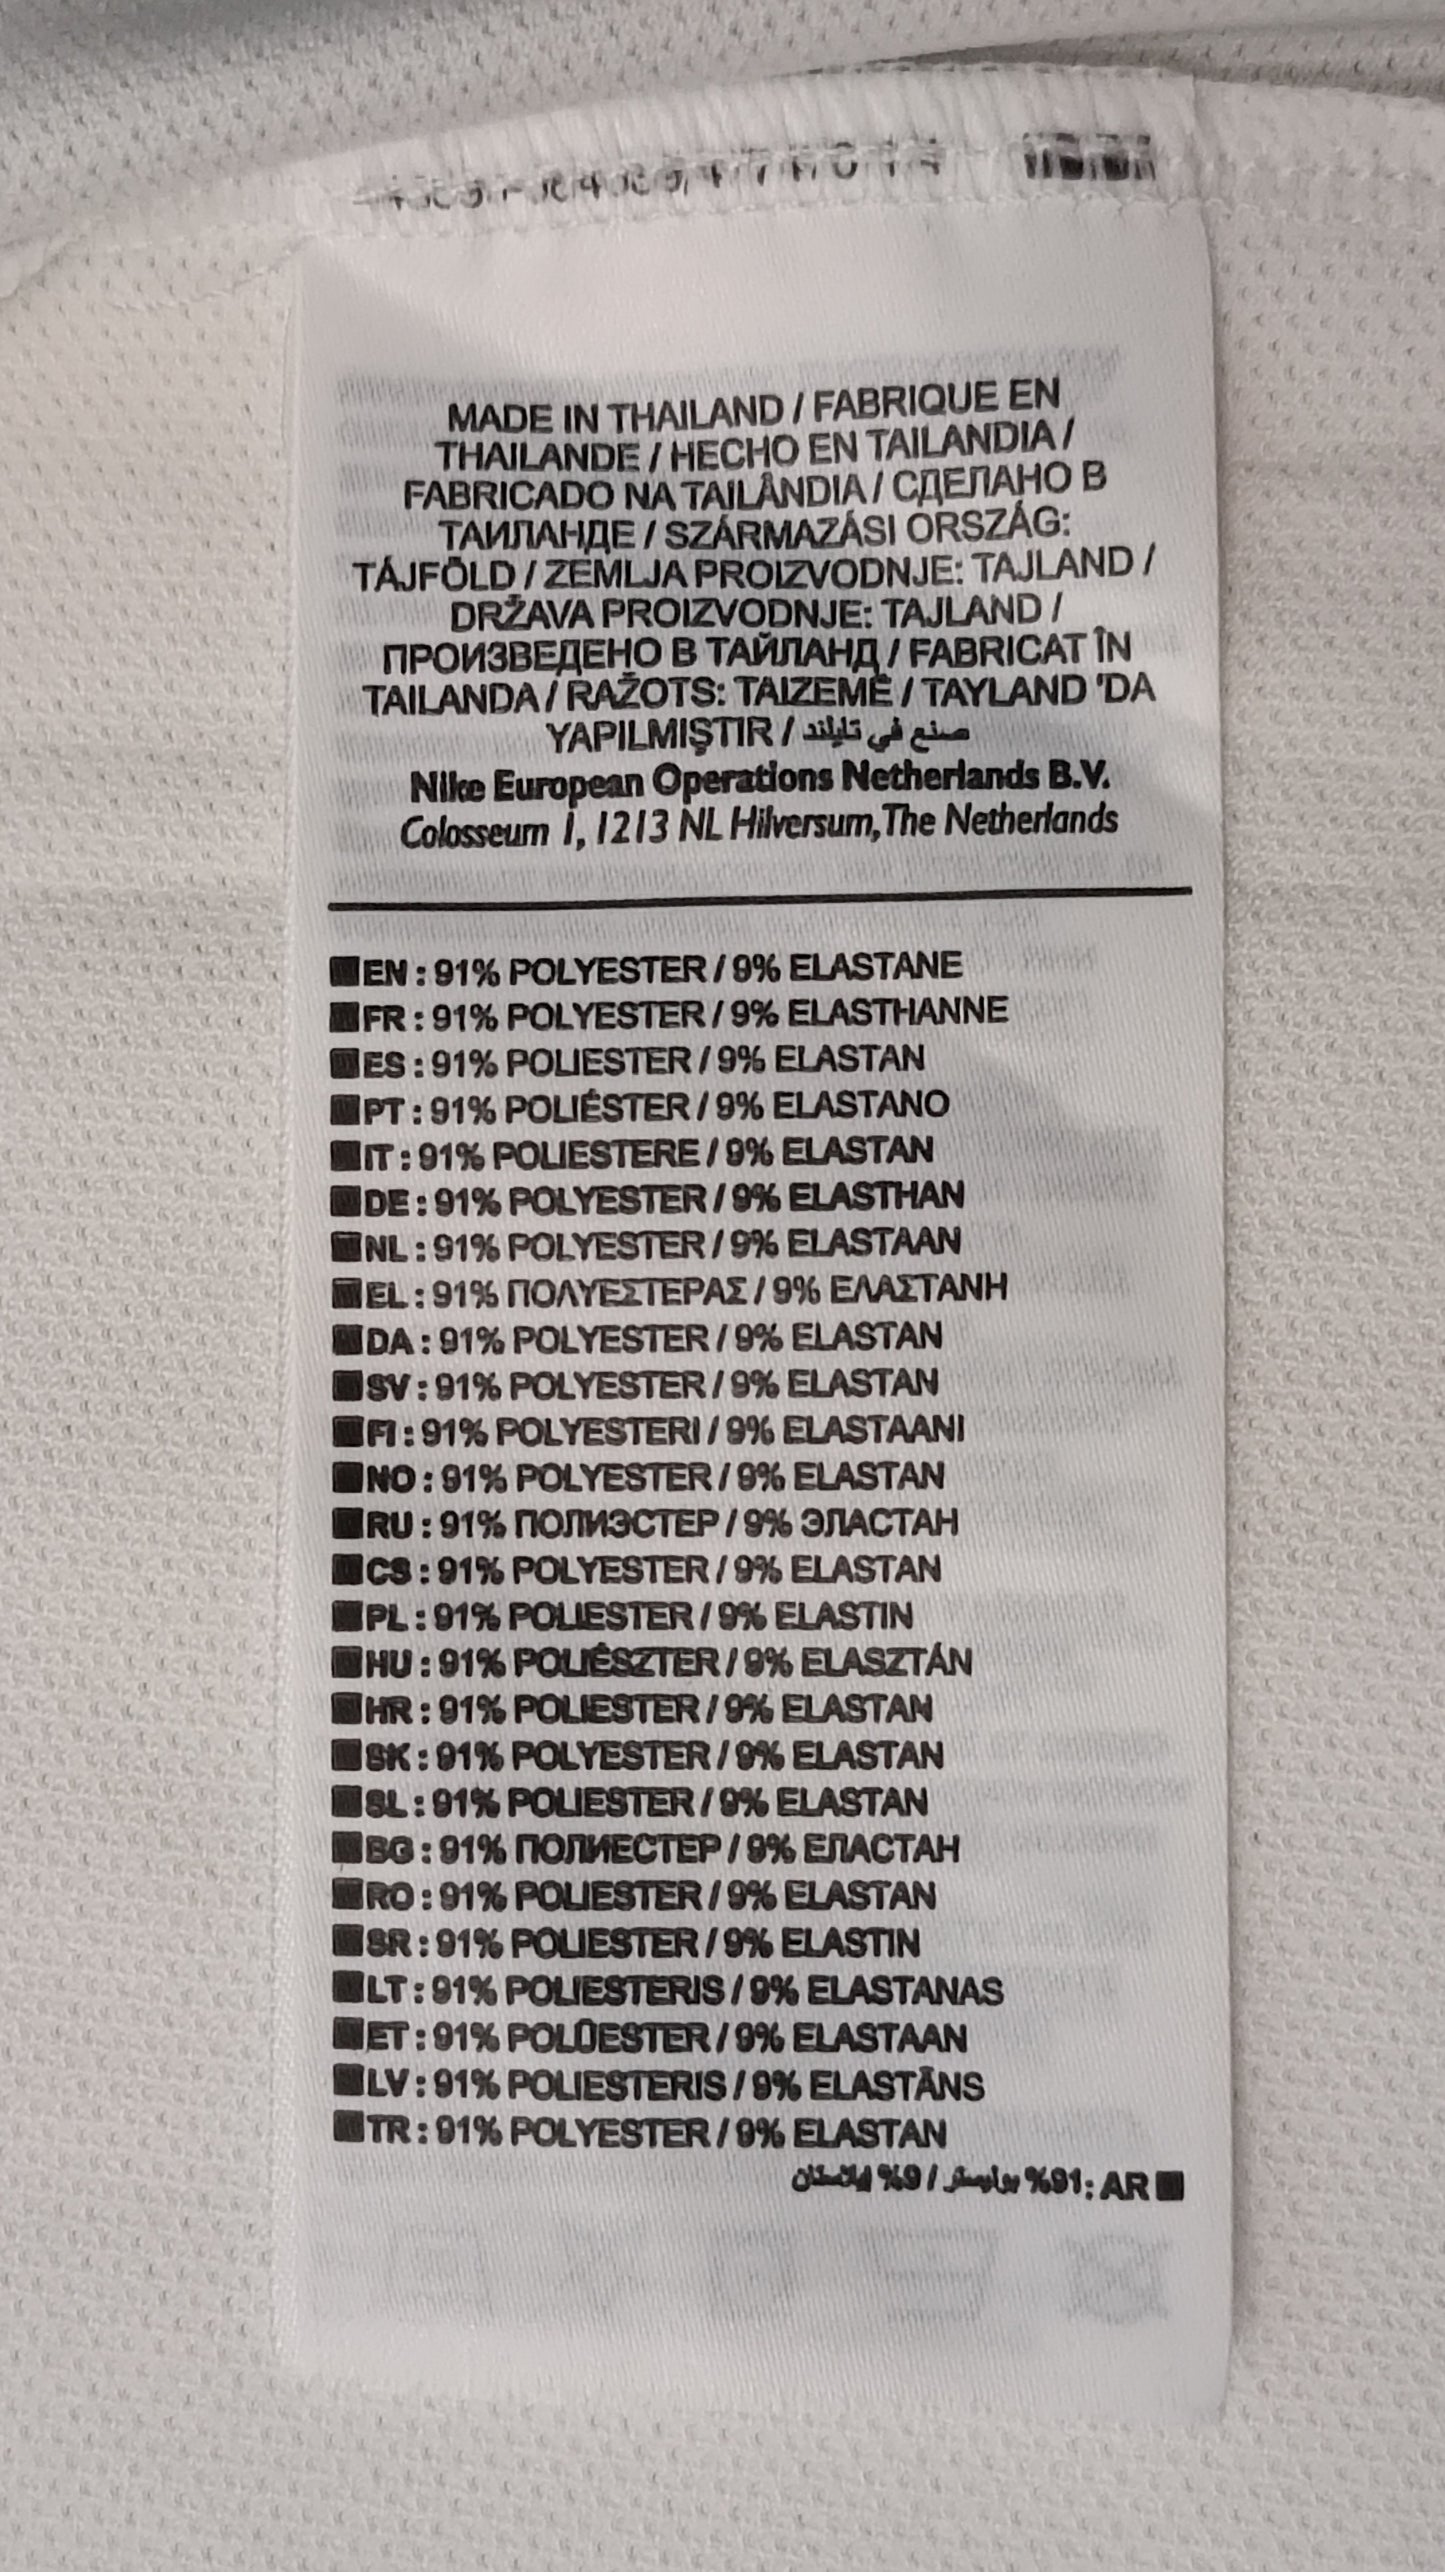 MADE IN THAILAND / FABRIQUE EN
THAILANDE / HECHO EN TAILANDIA /
FABRICADO NA TAILÂNDIA / СДЕЛАНО В
ТАИЛАНДЕ / SZÁRMAZÁSI ORSZÁG:
TÁJFÖLD / ZEMLJA PROIZVODNJE: TAJLAND /
DRŽAVA PROIZVODNJE: TAJLAND /
ПРОИЗВЕДЕНО В ТАЙЛАНД / FABRICAT ÎN
TAILANDA / RAŽOTS: TAIZEMĒ / TAYLAND 'DA
YAPILMIŞTIR / صنع في تايلند
Nike European Operations Netherlands B.V.
Colosseum 1, 1213 NL Hilversum, The Netherlands
■EN : 91% POLYESTER / 9% ELASTANE
■FR : 91% POLYESTER / 9% ELASTHANNE
■ES : 91% POLIESTER / 9% ELASTAN
■PT : 91% POLIÉSTER / 9% ELASTANO
■IT : 91% POLIESTERE / 9% ELASTAN
■DE : 91% POLYESTER / 9% ELASTHAN
■NL : 91% POLYESTER / 9% ELASTAAN
■EL : 91% ΠΟΛΥΕΣΤΕΡΑΣ / 9% ΕΛΑΣΤΑΝΗ
■DA : 91% POLYESTER / 9% ELASTAN
■SV : 91% POLYESTER / 9% ELASTAN
■FI : 91% POLYESTERI / 9% ELASTAANI
■NO : 91% POLYESTER / 9% ELASTAN
■RU : 91% ПОЛИЭСТЕР / 9% ЭЛАСТАН
■CS : 91% POLYESTER / 9% ELASTAN
■PL : 91% POLIESTER / 9% ELASTIN
■HU : 91% POLIÉSZTER / 9% ELASZTÁN
■HR : 91% POLIESTER / 9% ELASTAN
■SK : 91% POLYESTER / 9% ELASTAN
■SL : 91% POLIESTER / 9% ELASTAN
■BG : 91% ПОЛИЕСТЕР / 9% ЕЛАСТАН
■RO : 91% POLIESTER / 9% ELASTAN
■SR : 91% POLIESTER / 9% ELASTIN
■LT : 91% POLIESTERIS / 9% ELASTANAS
■ET : 91% POLÜESTER / 9% ELASTAAN
■LV : 91% POLIESTERIS / 9% ELASTĀNS
■TR : 91% POLYESTER / 9% ELASTAN
■ AR :91% بوليستر / 9% إيلاستان